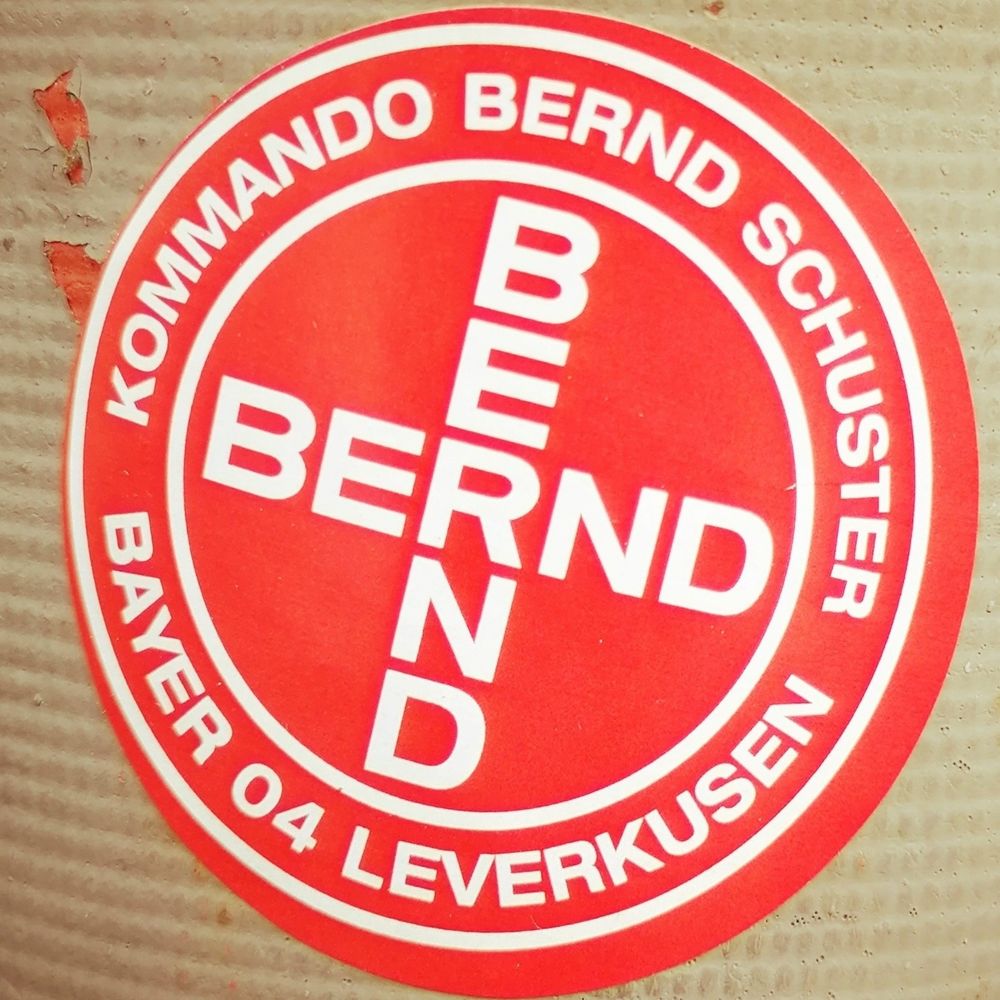 KOMMANDO BERND SCHUSTER
BERND
BERND
BAYER 04 LEVERKUSEN